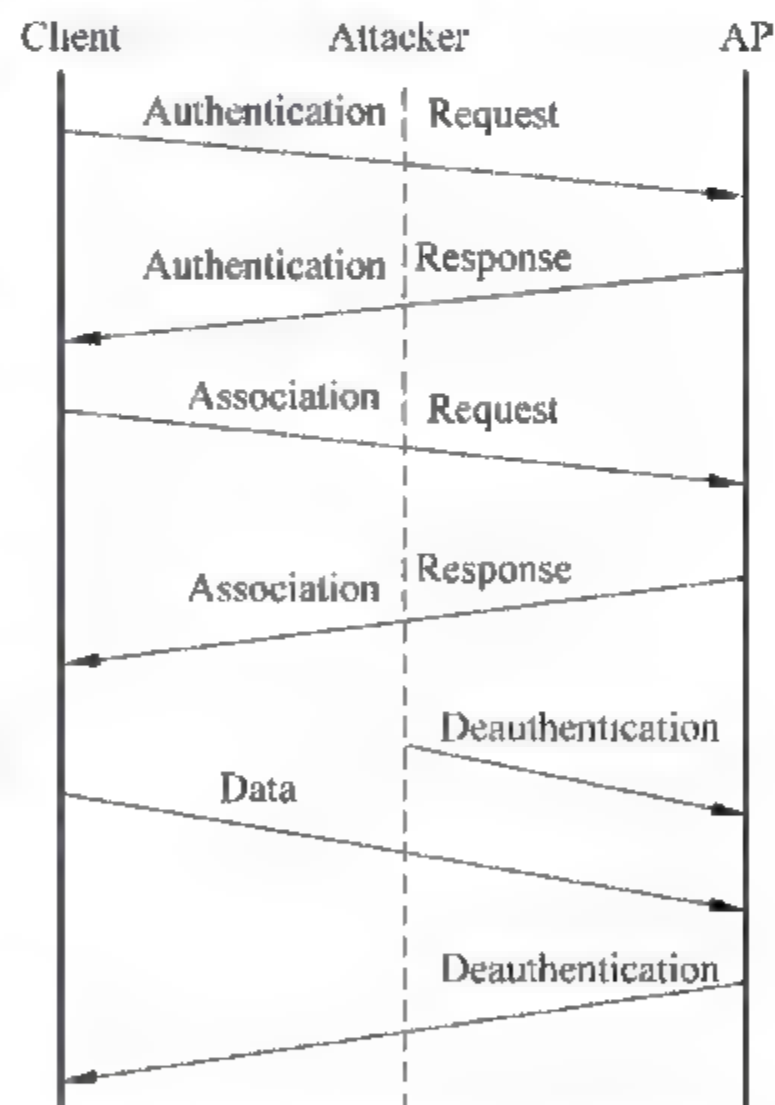 Client Attacker AP
Authentication Request
Authentication Response
Association Request
Association Response
Deauthentication
Data
Deauthentication